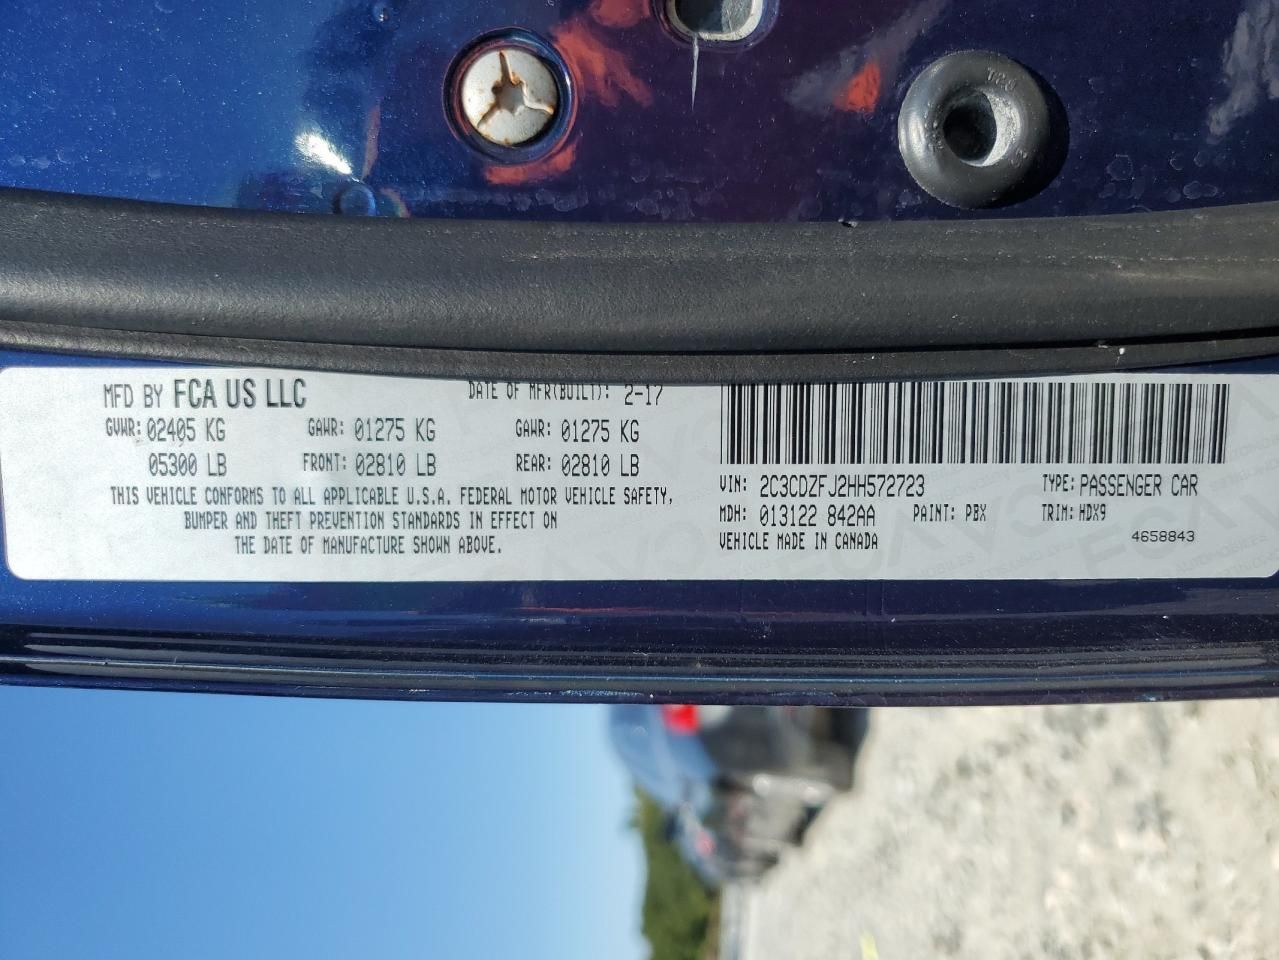 MFD BY FCA US LLC DATE OF MFR(BUILT): 2-17
GVWR: 02405 KG GAWR: 01275 KG GAWR: 01275 KG
05300 LB FRONT: 02810 LB REAR: 02810 LB
THIS VEHICLE CONFORMS TO ALL APPLICABLE U.S.A. FEDERAL MOTOR VEHICLE SAFETY,
BUMPER AND THEFT PREVENTION STANDARDS IN EFFECT ON
THE DATE OF MANUFACTURE SHOWN ABOVE.
VIN: 2C3CDZFJ2HH572723 TYPE: PASSENGER CAR
MDH: 013122 842AA PAINT: PBX TRIM: HDX9
VEHICLE MADE IN CANADA 4658843